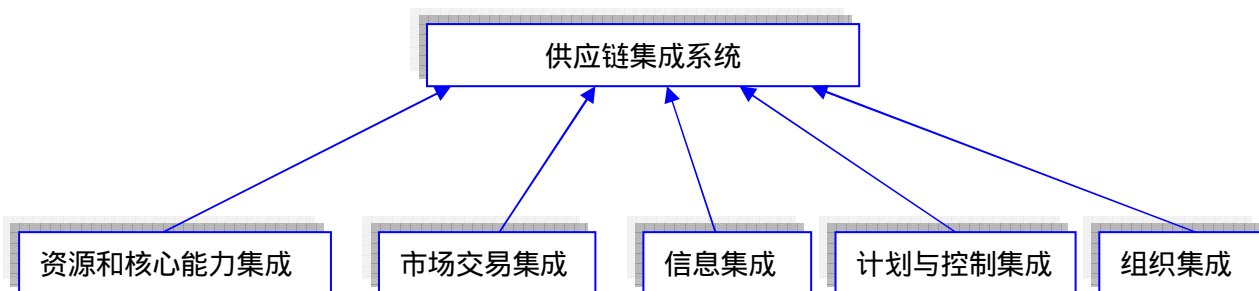 供应链集成系统
资源和核心能力集成
市场交易集成
信息集成
计划与控制集成
组织集成